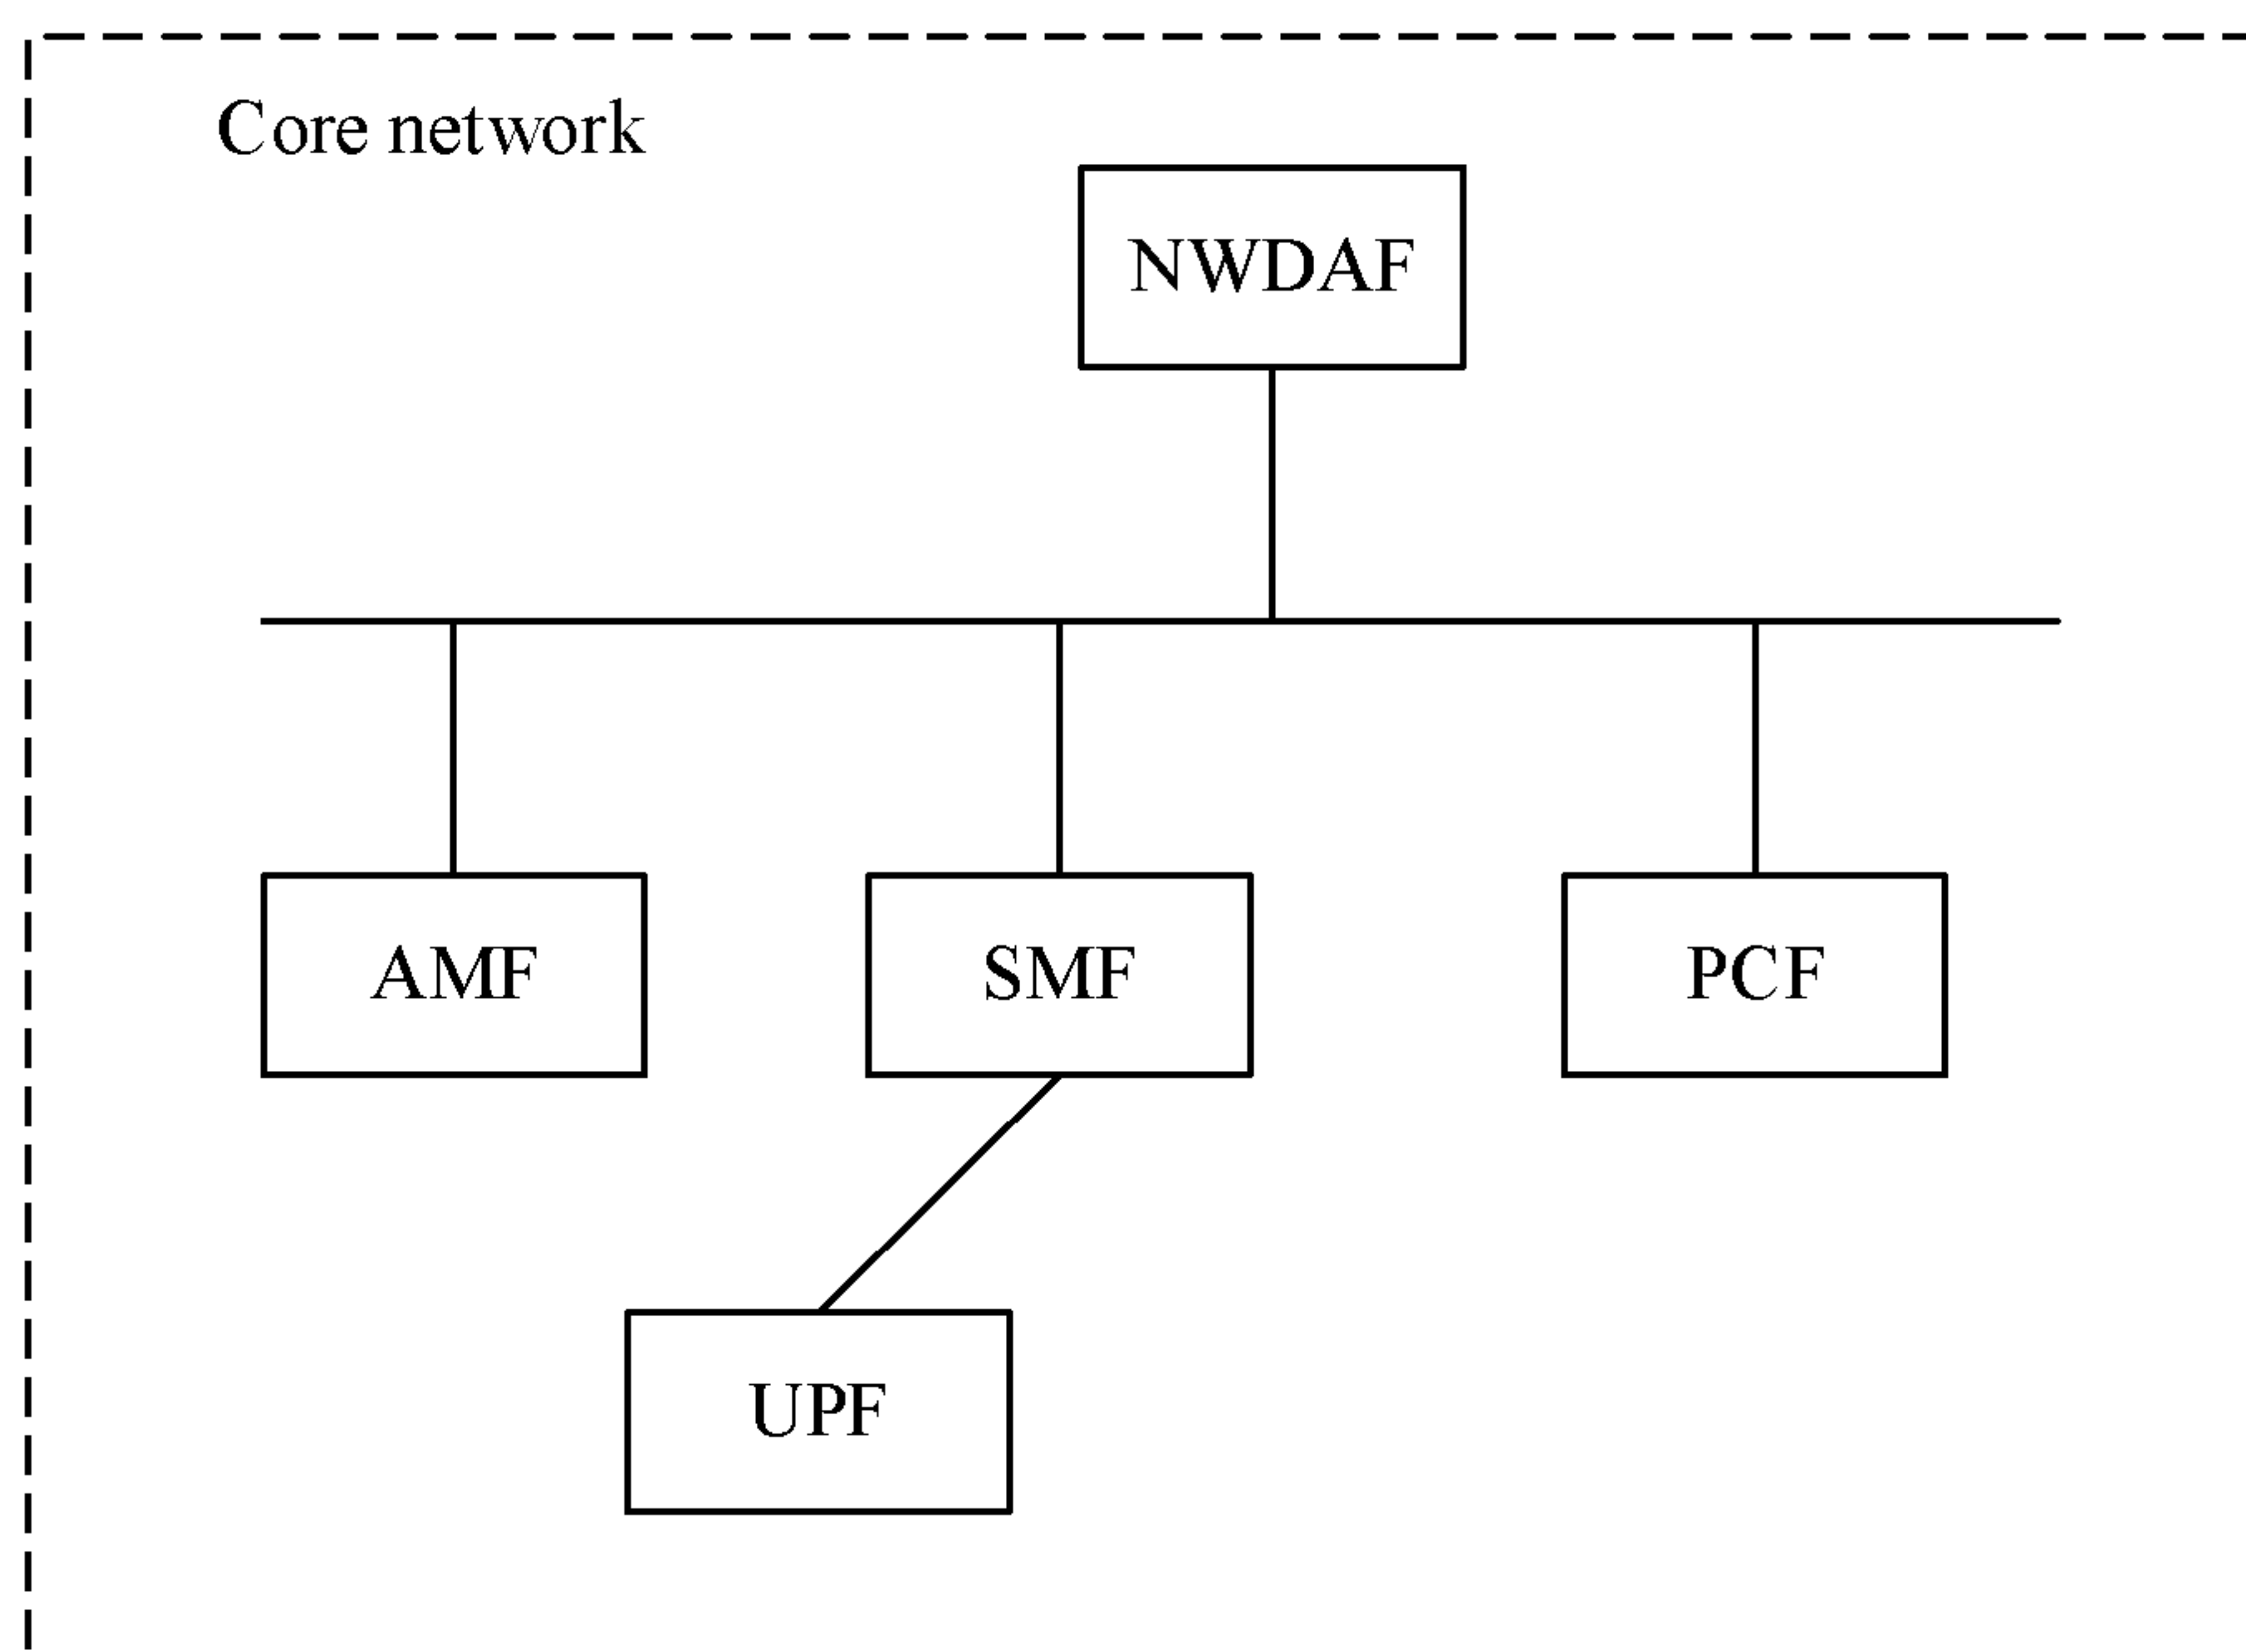 Core network
NWDAF
AMF
SMF
PCF
UPF